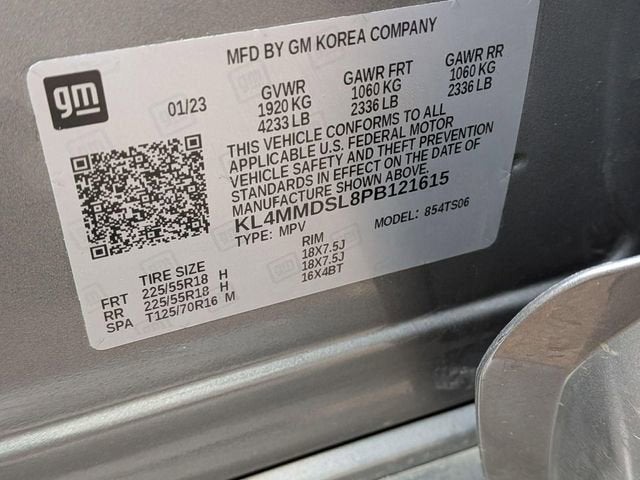 MFD BY GM KOREA COMPANY
gm
01/23
GVWR
1920 KG
4233 LB
GAWR FRT
1060 KG
2336 LB
GAWR RR
1060 KG
2336 LB
THIS VEHICLE CONFORMS TO ALL
APPLICABLE U.S. FEDERAL MOTOR
VEHICLE SAFETY AND THEFT PREVENTION
STANDARDS IN EFFECT ON THE DATE OF
MANUFACTURE SHOWN ABOVE.
KL4MMDSL8PB121615
TYPE: MPV
MODEL: 854TS06
TIRE SIZE
RIM
FRT 225/55R18 H 18X7.5J
RR 225/55R18 H 18X7.5J
SPA T125/70R16 M 16X4BT